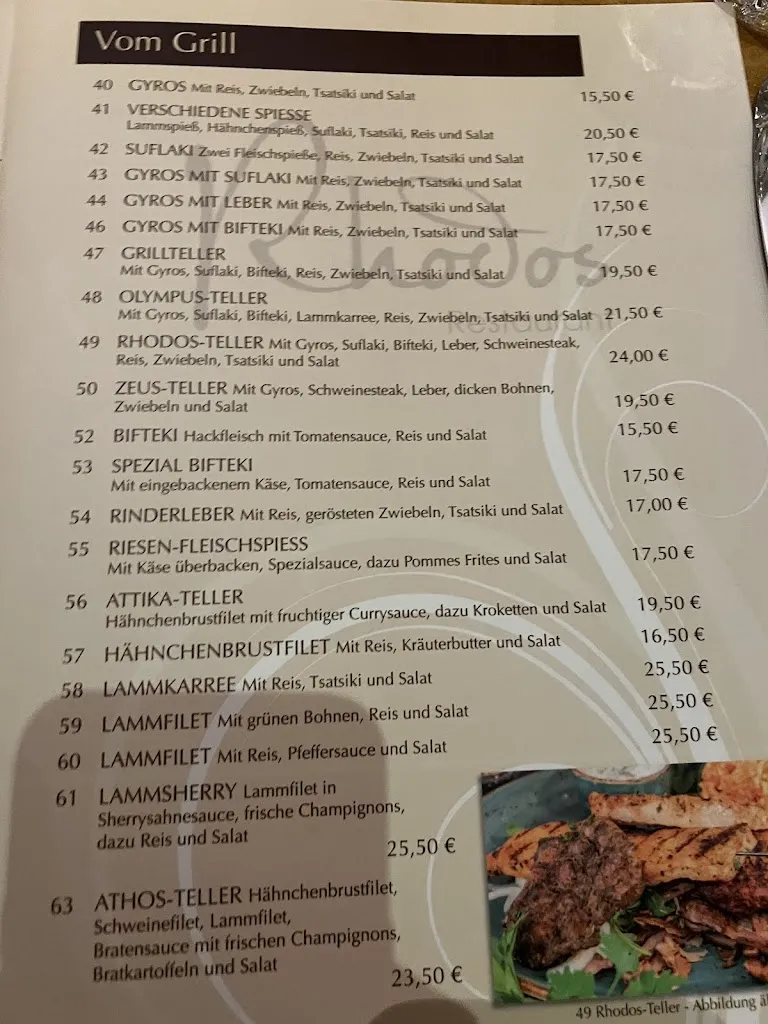 Vom Grill
40 GYROS Mit Reis, Zwiebeln, Tsatsiki und Salat 15,50 €
41 VERSCHIEDENE SPIESSE
Lammspieß, Hähnchenspieß, Suflaki, Tsatsiki, Reis und Salat 20,50 €
42 SUFLAKI Zwei Fleischspieße, Reis, Zwiebeln, Tsatsiki und Salat 17,50 €
43 GYROS MIT SUFLAKI Mit Reis, Zwiebeln, Tsatsiki und Salat 17,50 €
44 GYROS MIT LEBER Mit Reis, Zwiebeln, Tsatsiki und Salat 17,50 €
46 GYROS MIT BIFTEKI Mit Reis, Zwiebeln, Tsatsiki und Salat 17,50 €
Rhodos
Restaurant
47 GRILLTELLER
Mit Gyros, Suflaki, Bifteki, Reis, Zwiebeln, Tsatsiki und Salat 19,50 €
48 OLYMPUS-TELLER
Mit Gyros, Suflaki, Bifteki, Lammkarree, Reis, Zwiebeln, Tsatsiki und Salat 21,50 €
49 RHODOS-TELLER Mit Gyros, Suflaki, Bifteki, Leber, Schweinesteak,
Reis, Zwiebeln, Tsatsiki und Salat 24,00 €
50 ZEUS-TELLER Mit Gyros, Schweinesteak, Leber, dicken Bohnen,
Zwiebeln und Salat 19,50 €
52 BIFTEKI Hackfleisch mit Tomatensauce, Reis und Salat 15,50 €
53 SPEZIAL BIFTEKI
Mit eingebackenem Käse, Tomatensauce, Reis und Salat 17,50 €
54 RINDERLEBER Mit Reis, gerösteten Zwiebeln, Tsatsiki und Salat 17,00 €
55 RIESEN-FLEISCHSPIESS
Mit Käse überbacken, Spezialsauce, dazu Pommes Frites und Salat 17,50 €
56 ATTIKA-TELLER
Hähnchenbrustfilet mit fruchtiger Currysauce, dazu Kroketten und Salat 19,50 €
57 HÄHNCHENBRUSTFILET Mit Reis, Kräuterbutter und Salat 16,50 €
58 LAMMKARREE Mit Reis, Tsatsiki und Salat 25,50 €
59 LAMMFILET Mit grünen Bohnen, Reis und Salat 25,50 €
60 LAMMFILET Mit Reis, Pfeffersauce und Salat 25,50 €
61 LAMMSHERRY Lammfilet in
Sherrysahnesauce, frische Champignons,
dazu Reis und Salat 25,50 €
63 ATHOS-TELLER Hähnchenbrustfilet,
Schweinefilet, Lammfilet,
Bratensauce mit frischen Champignons,
Bratkartoffeln und Salat 23,50 €
49 Rhodos-Teller - Abbildung